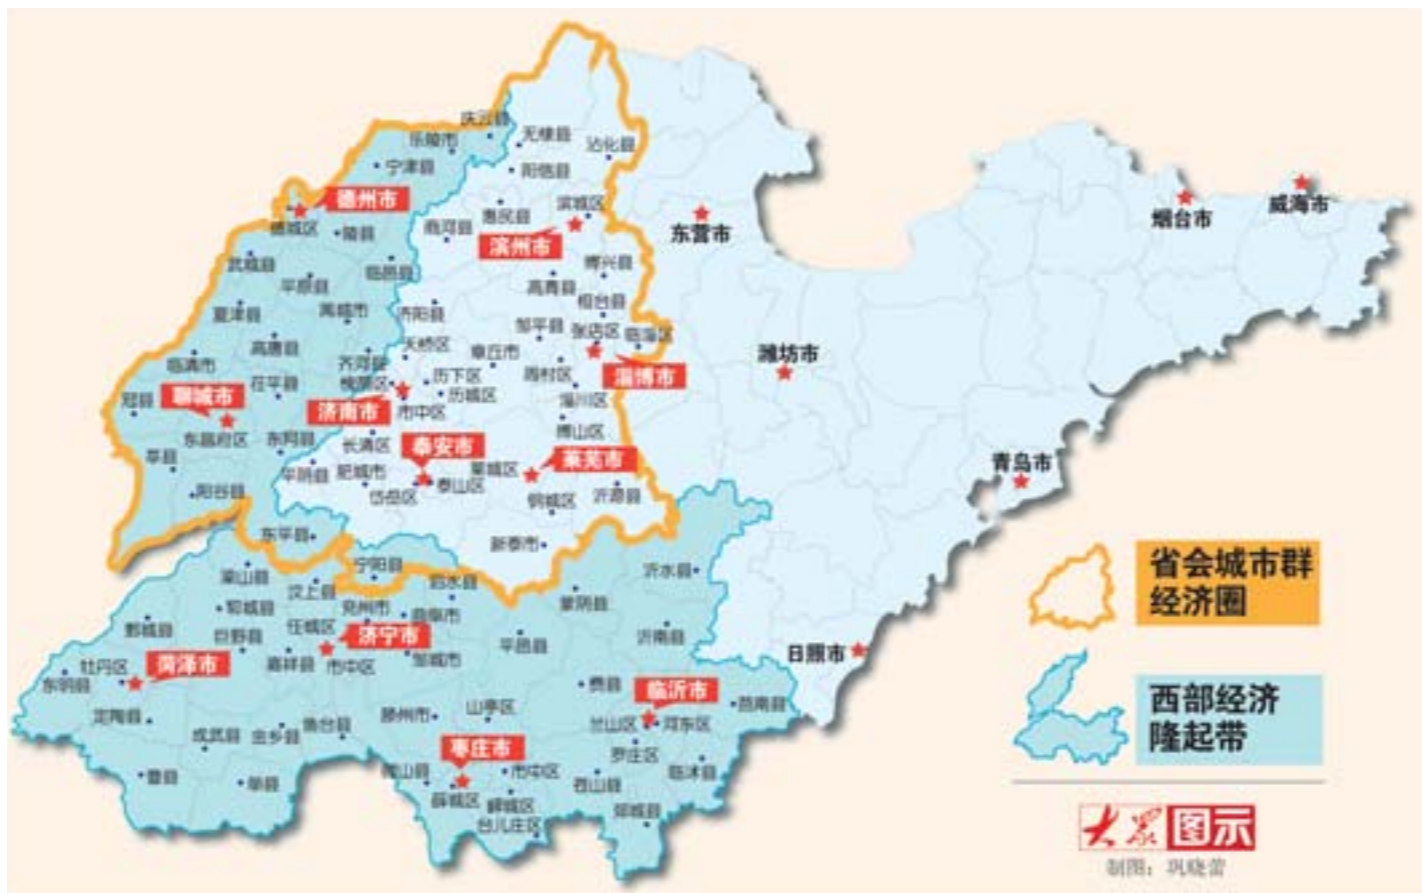 庆云县
乐陵市
无棣县
沾化县
宁津县
阳信县
德州市
德城区
陵县
惠民县
滨城区
商河县
滨州市
东营市
烟台市
威海市
武城县
临邑县
博兴县
平原县
高青县
桓台县
夏津县
禹城市
济阳县
邹平县
张店区
临淄区
高唐县
天桥区
章丘市
潍坊市
临清市
齐河县
槐荫区
历下区
周村区
淄博市
茌平县
聊城市
冠县
历城区
济南市
市中区
淄川区
东昌府区
东阿县
长清区
泰安市
博山区
莘县
平阴县
肥城市
莱城区
莱芜市
青岛市
阳谷县
岱岳区
泰山区
钢城区
沂源县
东平县
新泰市
宁阳县
梁山县
汶上县
泗水县
沂水县
省会城市群
经济圈
郓城县
兖州市
曲阜市
蒙阴县
鄄城县
巨野县
任城区
济宁市
平邑县
沂南县
牡丹区
菏泽市
嘉祥县
市中区
邹城市
日照市
东明县
费县
临沂市
莒南县
西部经济
隆起带
定陶县
成武县
金乡县
鱼台县
滕州市
山亭区
兰山区
河东区
枣庄市
罗庄区
曹县
单县
微山县
市中区
苍山县
临沭县
薛城区
峄城区
台儿庄区
郯城县
大众图示
制图：巩晓蕾